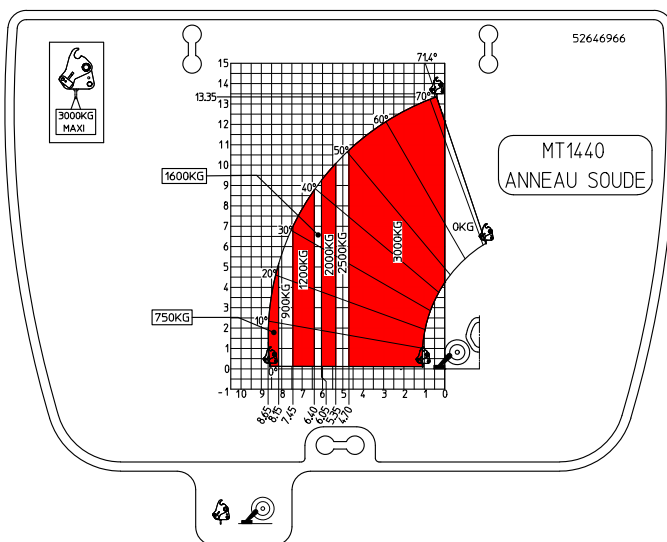 52646966
3000KG
MAXI
MT1440
ANNEAU SOUDE
71.4°
70°
60°
50°
40°
30°
20°
10°
0°
15
14
13.35
13
12
11
10
9
8
7
6
5
4
3
2
1
0
-1
1600KG
750KG
900KG
1200KG
2000KG
2500KG
3000KG
0KG
10 9 8 7 6 5 4 3 2 1 0
8.65
8.15
7.45
6.40
6.05
5.35
4.70